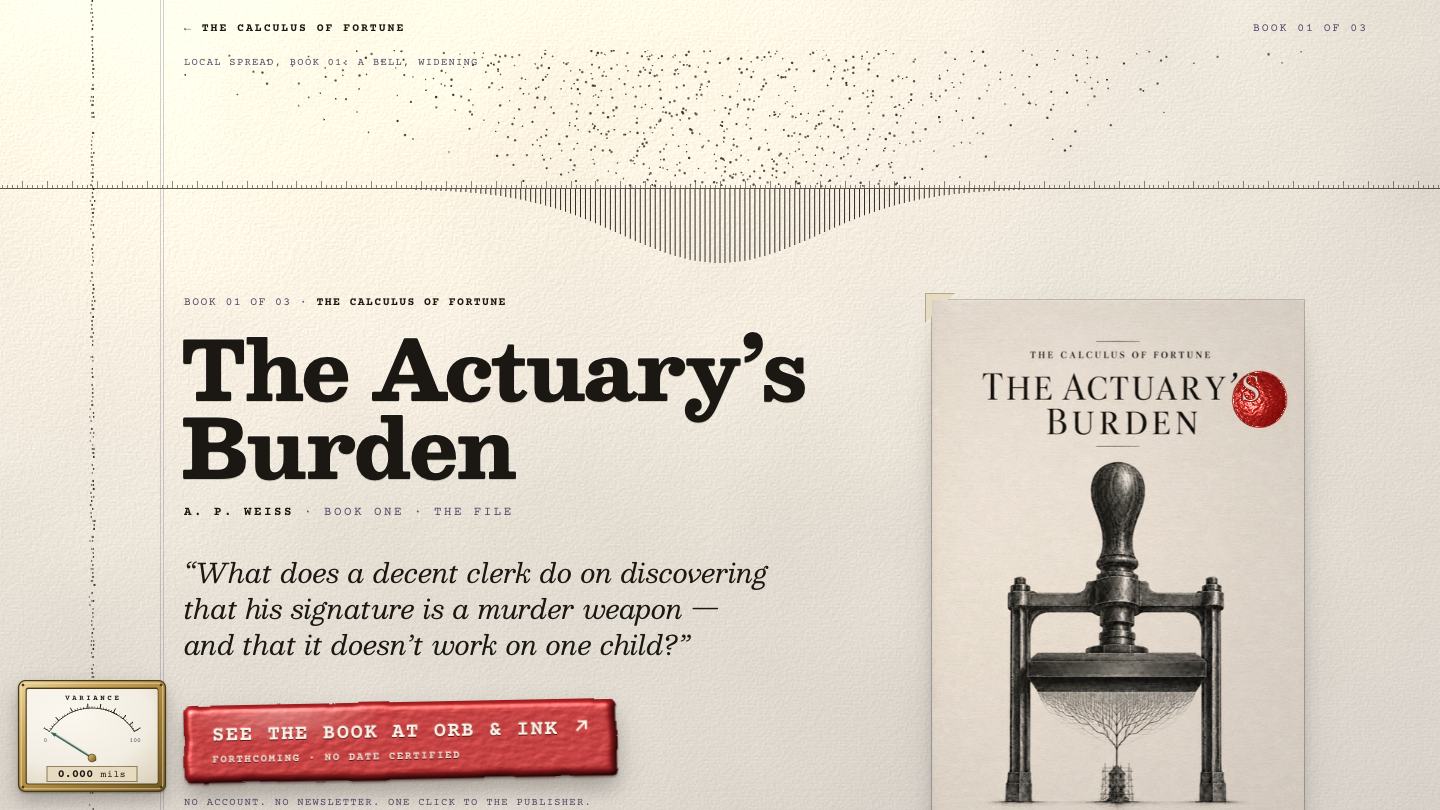 ← THE CALCULUS OF FORTUNE
BOOK 01 OF 03
LOCAL SPREAD, BOOK 01: A BELL, WIDENING
BOOK 01 OF 03 · THE CALCULUS OF FORTUNE
The Actuary’s
Burden
A. P. WEISS · BOOK ONE · THE FILE
“What does a decent clerk do on discovering
that his signature is a murder weapon —
and that it doesn’t work on one child?”
SEE THE BOOK AT ORB & INK ↗
FORTHCOMING · NO DATE CERTIFIED
NO ACCOUNT. NO NEWSLETTER. ONE CLICK TO THE PUBLISHER.
VARIANCE
0
100
0.000 mils
THE CALCULUS OF FORTUNE
THE ACTUARY’S
BURDEN